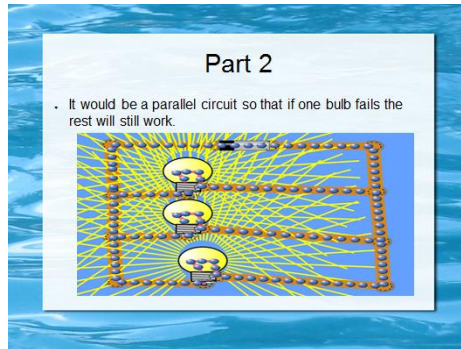 Part 2
. It would be a parallel circuit so that if one bulb fails the
rest will still work.